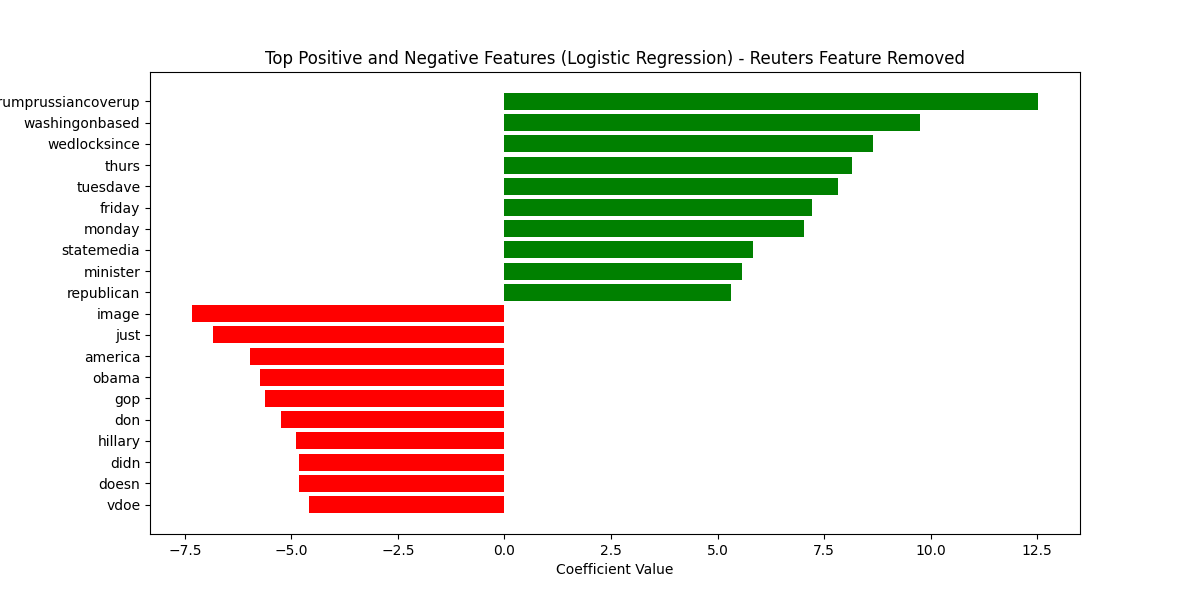 Top Positive and Negative Features (Logistic Regression) - Reuters Feature Removed
rumprussiancoverup
washingonbased
wedlocksince
thurs
tuesdave
friday
monday
statemedia
minister
republican
image
just
america
obama
gop
don
hillary
didn
doesn
vdoe
−7.5 −5.0 −2.5 0.0 2.5 5.0 7.5 10.0 12.5
Coefficient Value